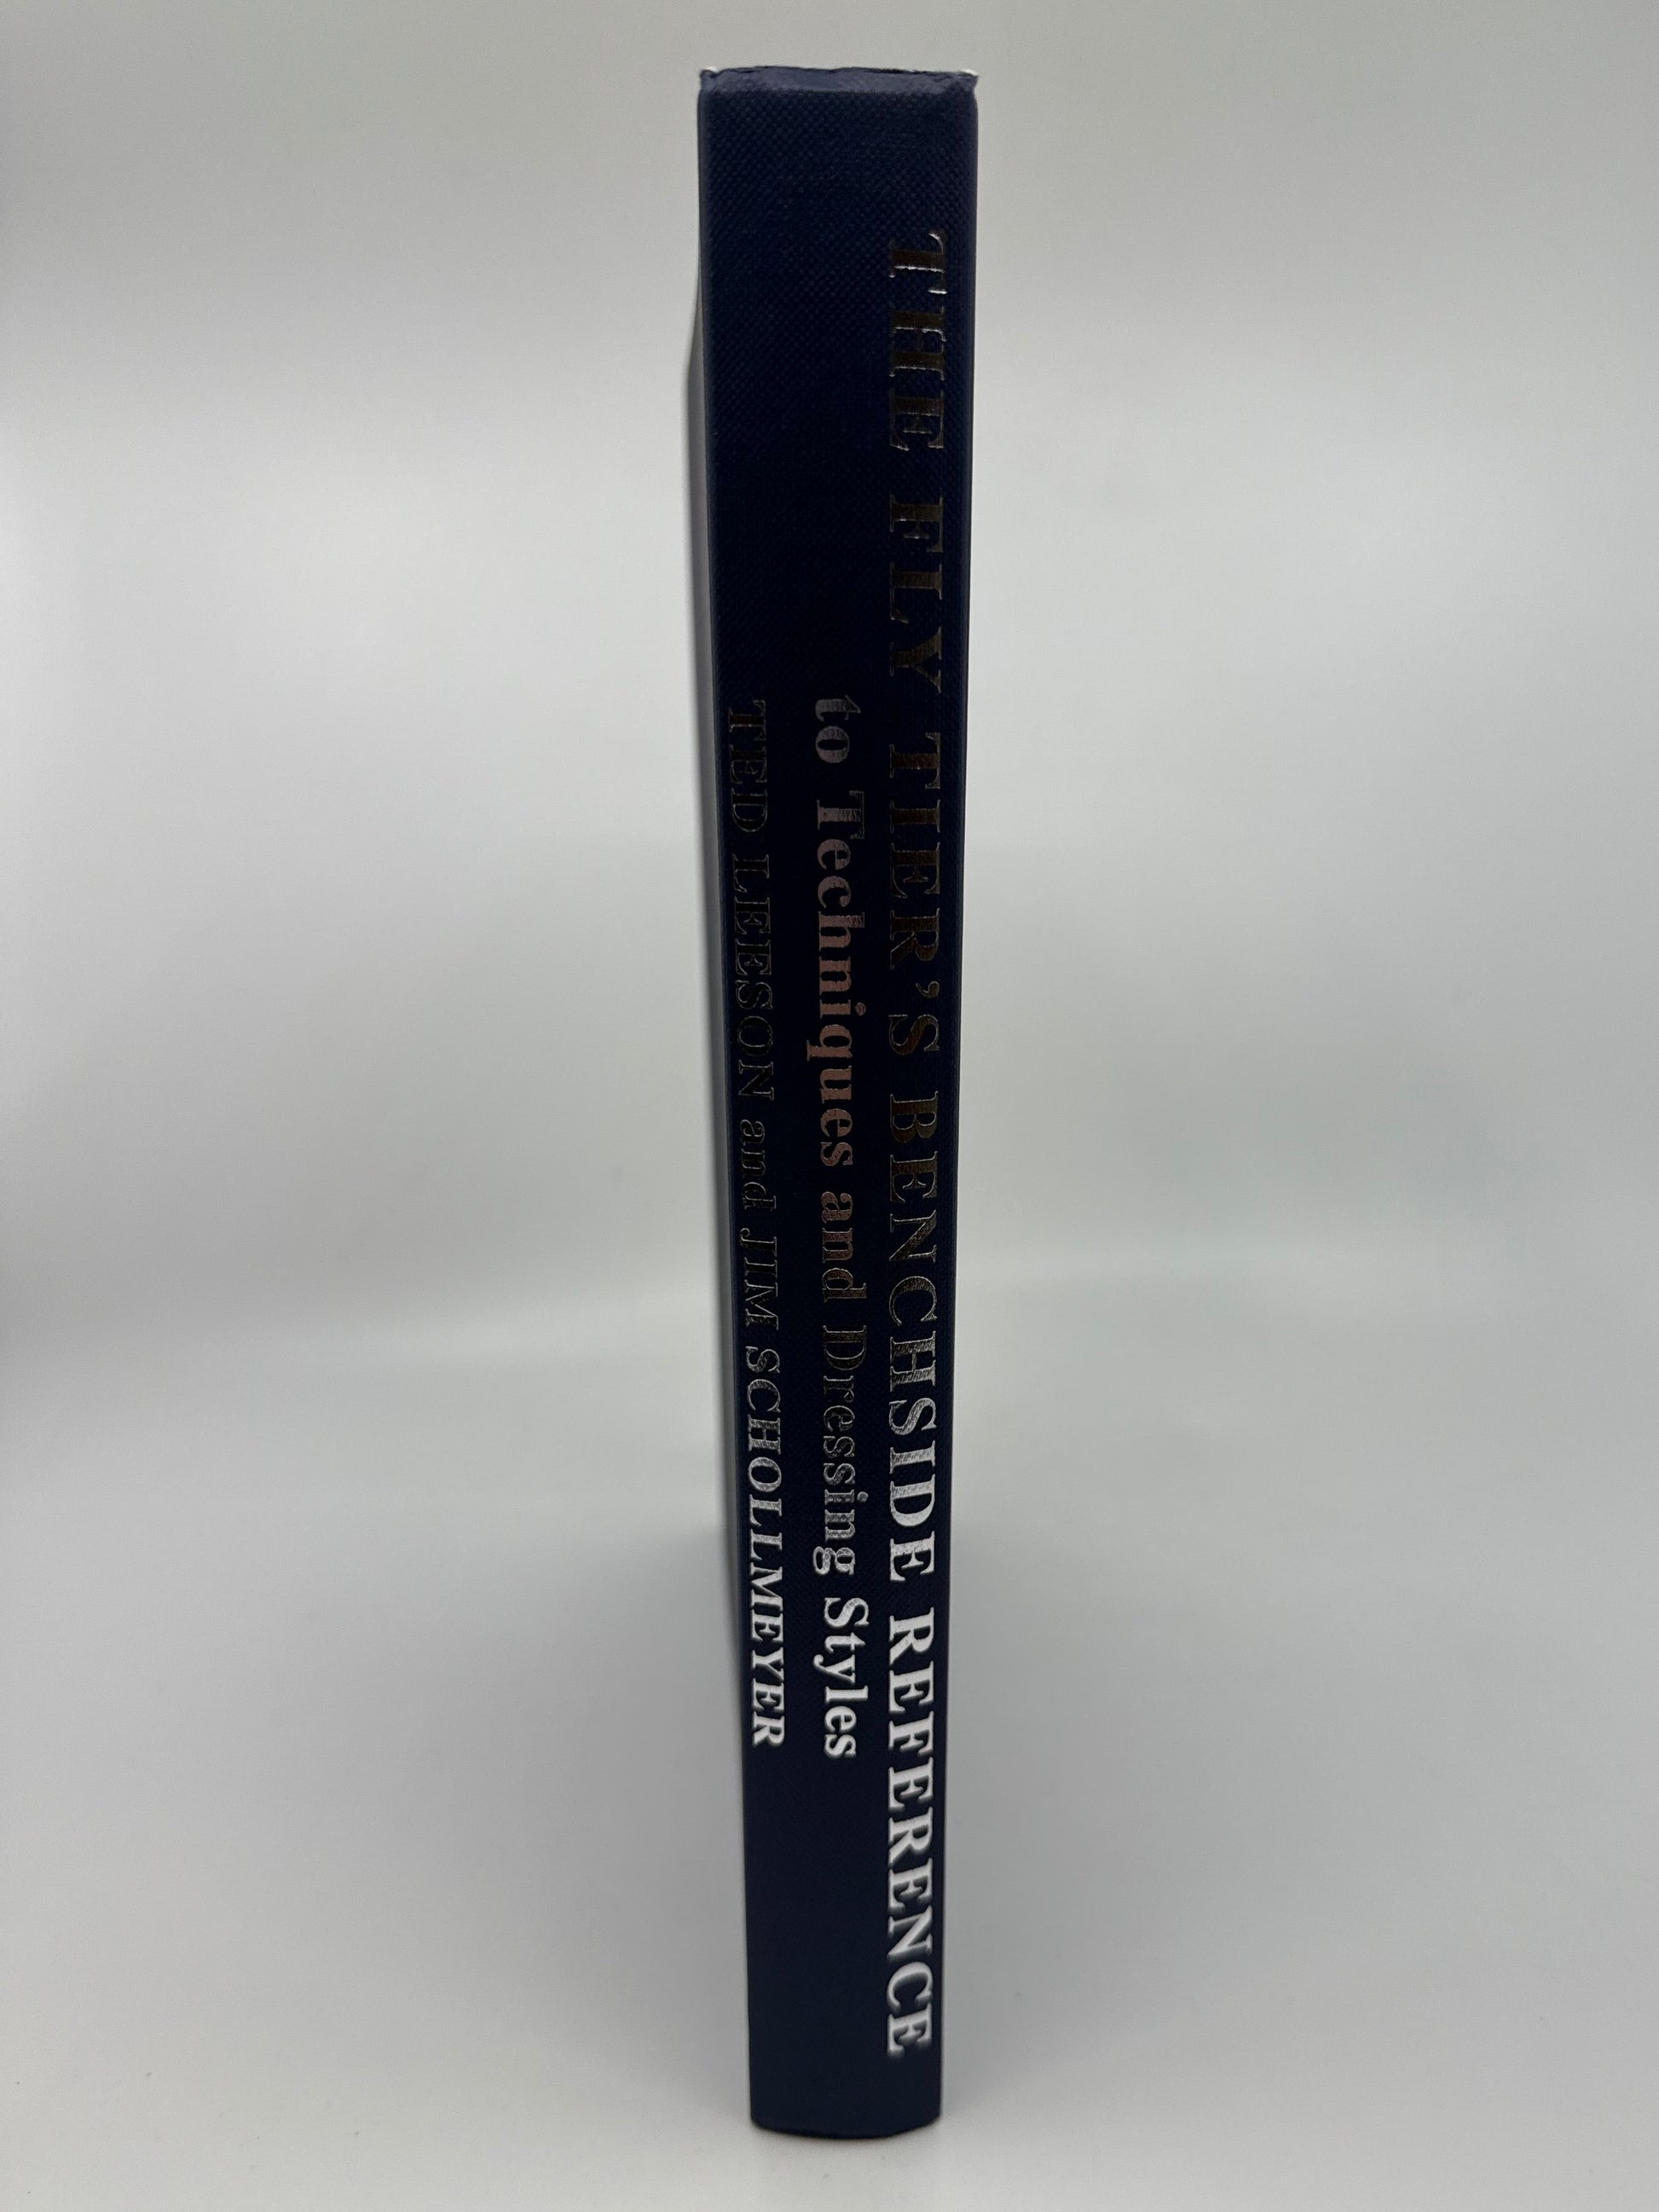 THE FLY TIER'S BENCHSIDE REFERENCE
to Techniques and Dressing Styles
TED LEESON and JIM SCHOLLMEYER